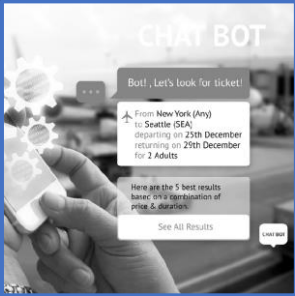 CHAT BOT
Bot! , Let's look for ticket!
From New York (Any)
to Seattle (SEA)
departing on 25th December
returning on 29th December
for 2 Adults
Here are the 5 best results
based on a combination of
price & duration.
See All Results
CHAT BOT